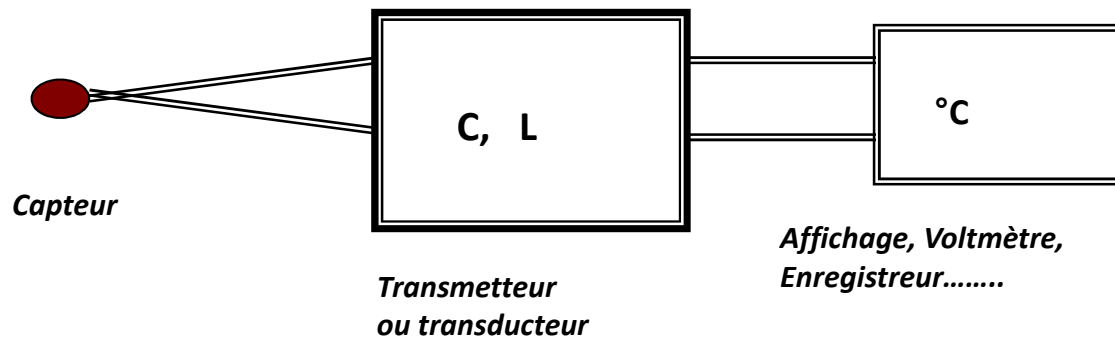 C, L
°C
Capteur
Affichage, Voltmètre,
Enregistreur........
Transmetteur
ou transducteur